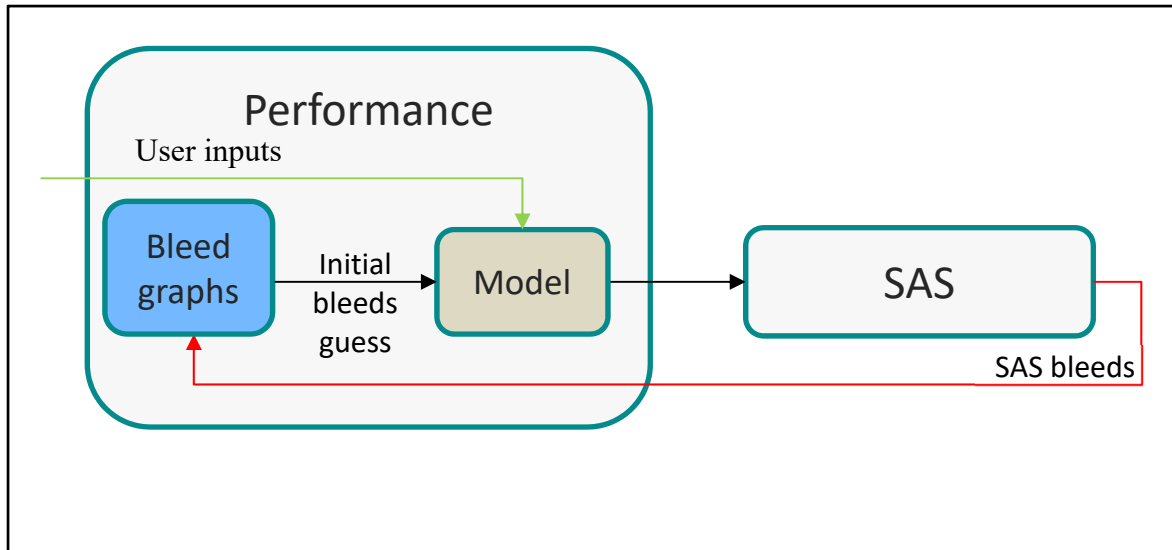 Performance
User inputs
Bleed
graphs
Initial
bleeds
guess
Model
SAS
SAS bleeds